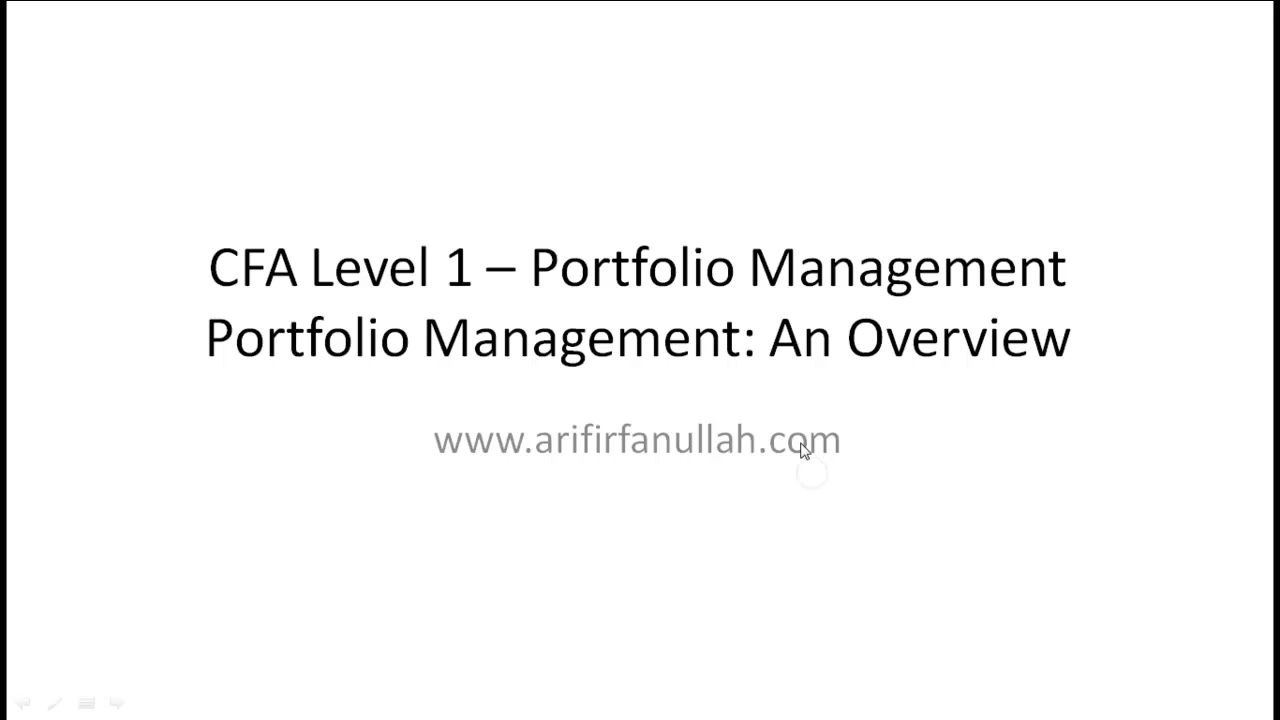 CFA Level 1 – Portfolio Management
Portfolio Management: An Overview
www.arifirfanullah.com